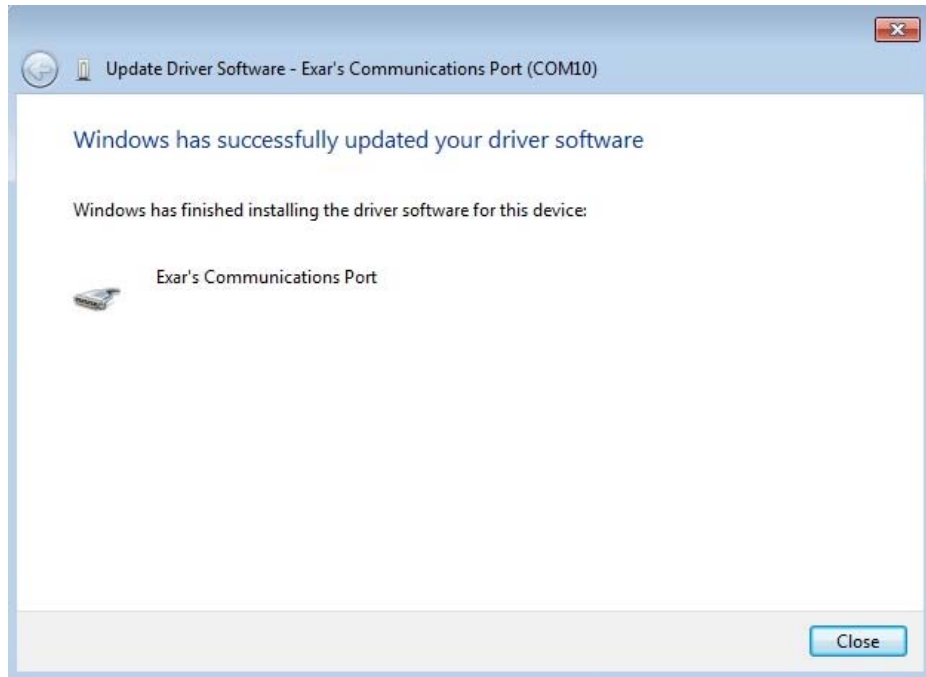 Update Driver Software - Exar's Communications Port (COM10)
Windows has successfully updated your driver software
Windows has finished installing the driver software for this device:
Exar's Communications Port
Close